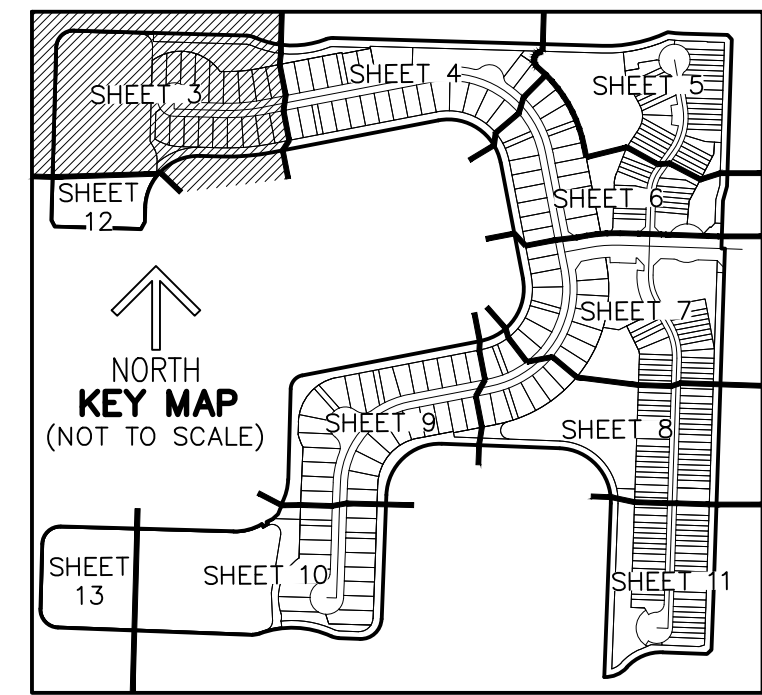 SHEET 3
SHEET 4
SHEET 5
SHEET
12
SHEET 6
SHEET 7
NORTH
KEY MAP
(NOT TO SCALE)
SHEET 9
SHEET 8
SHEET
13
SHEET 10
SHEET 11